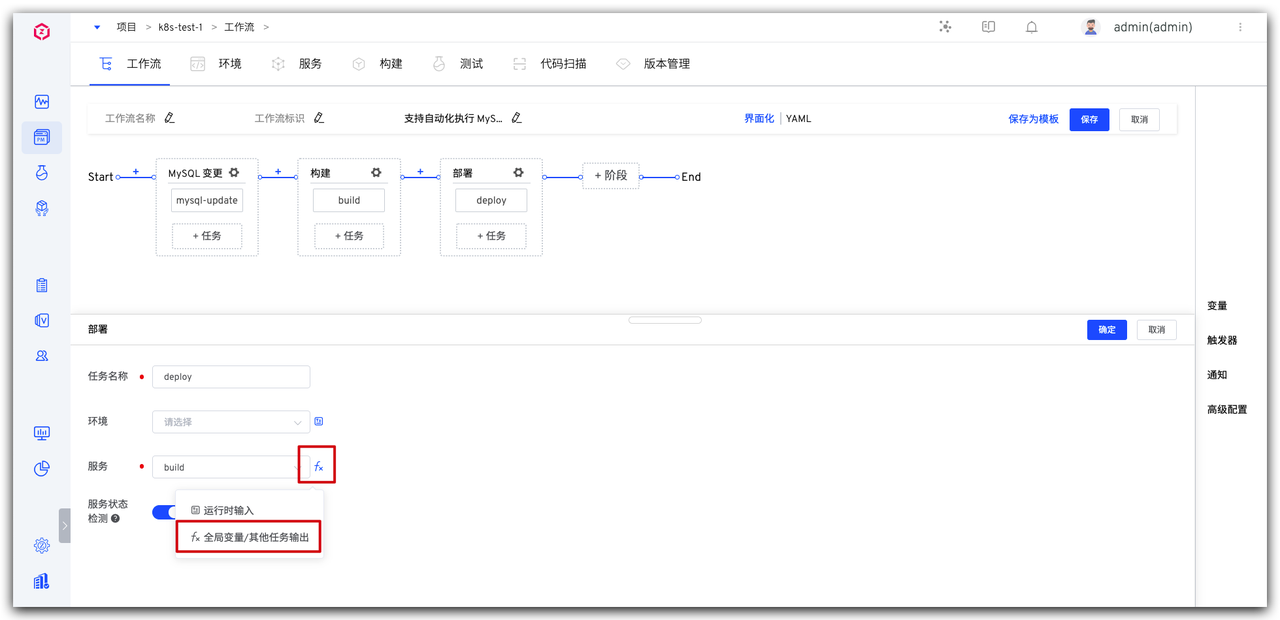 项目 > k8s-test-1 > 工作流 >
admin(admin)
工作流 环境 服务 构建 测试 代码扫描 版本管理
工作流名称 工作流标识 支持自动化执行 MyS... 界面化 | YAML 保存为模板 保存 取消
Start + MySQL 变更 + 构建 + 部署 + 阶段 End
mysql-update build deploy
+ 任务 + 任务 + 任务
变量
触发器
通知
高级配置
部署 确定 取消
任务名称 deploy
环境 请选择
服务 build fx
服务状态
检测
运行时输入
fx 全局变量/其他任务输出